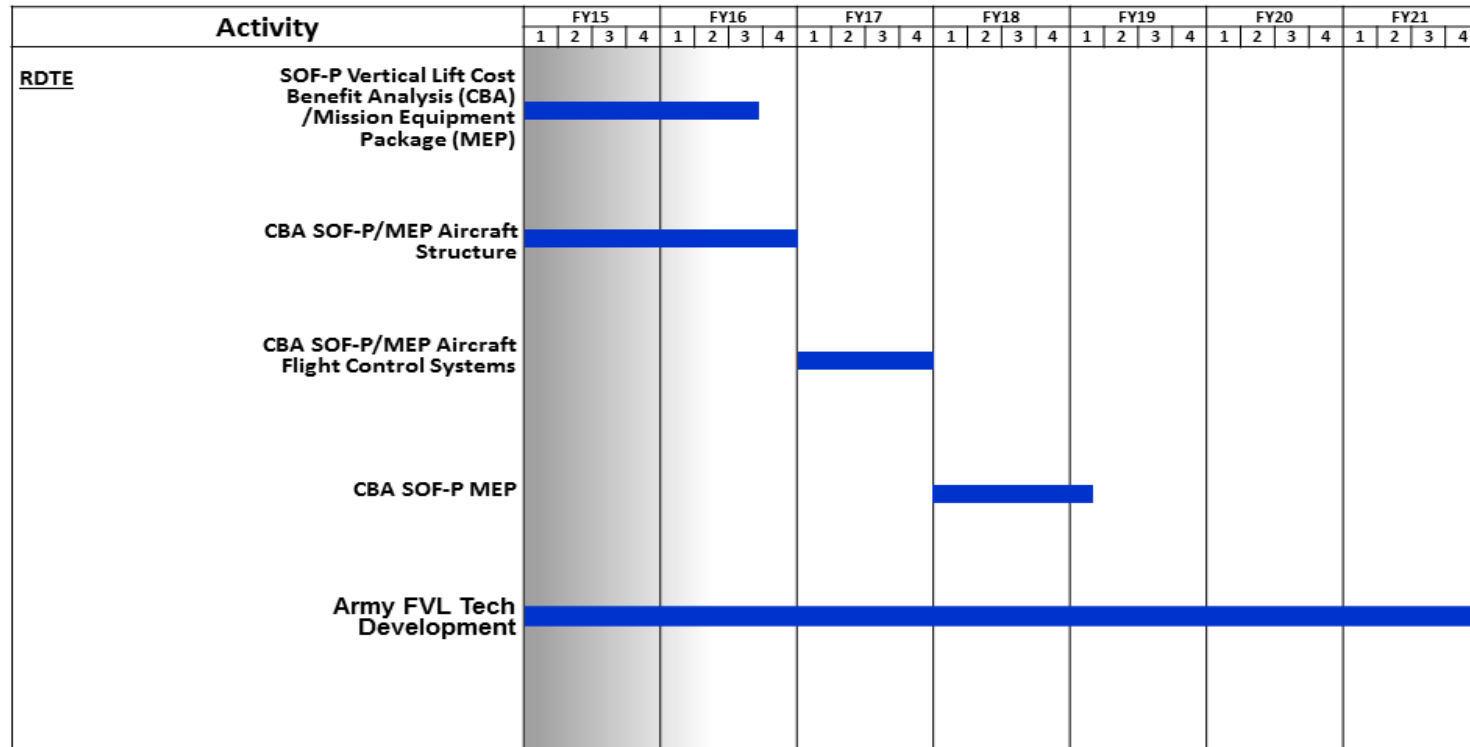 Activity
FY15 FY16 FY17 FY18 FY19 FY20 FY21
1 2 3 4 1 2 3 4 1 2 3 4 1 2 3 4 1 2 3 4 1 2 3 4 1 2 3 4
RDTE
SOF-P Vertical Lift Cost
Benefit Analysis (CBA)
/Mission Equipment
Package (MEP)
CBA SOF-P/MEP Aircraft
Structure
CBA SOF-P/MEP Aircraft
Flight Control Systems
CBA SOF-P MEP
Army FVL Tech
Development